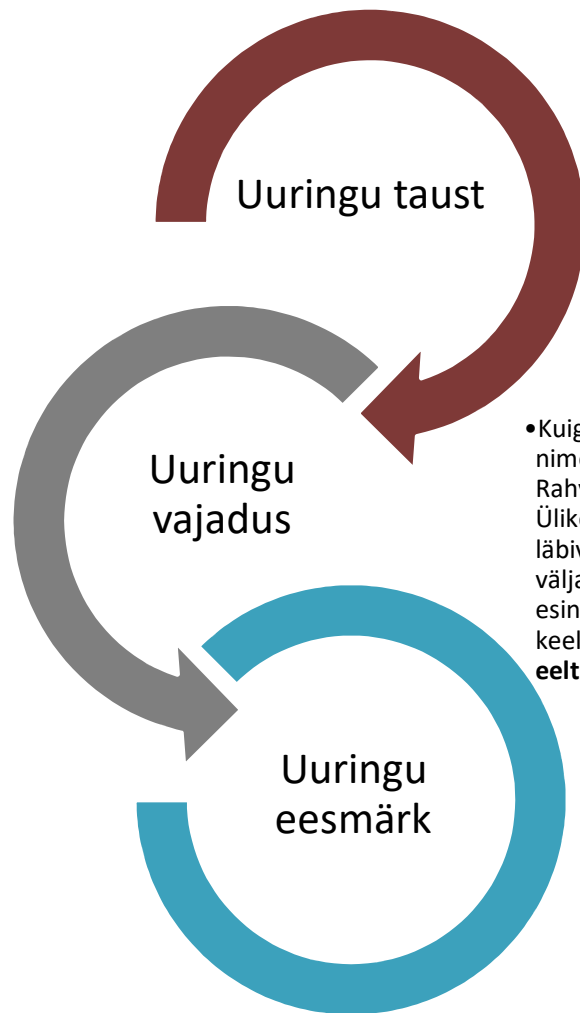 Uuringu taust
Uuringu
vajadus
•Kuig
nime
Rahv
Ülik
läbiv
välja
esin
keel
eelt
Uuringu
eesmärk